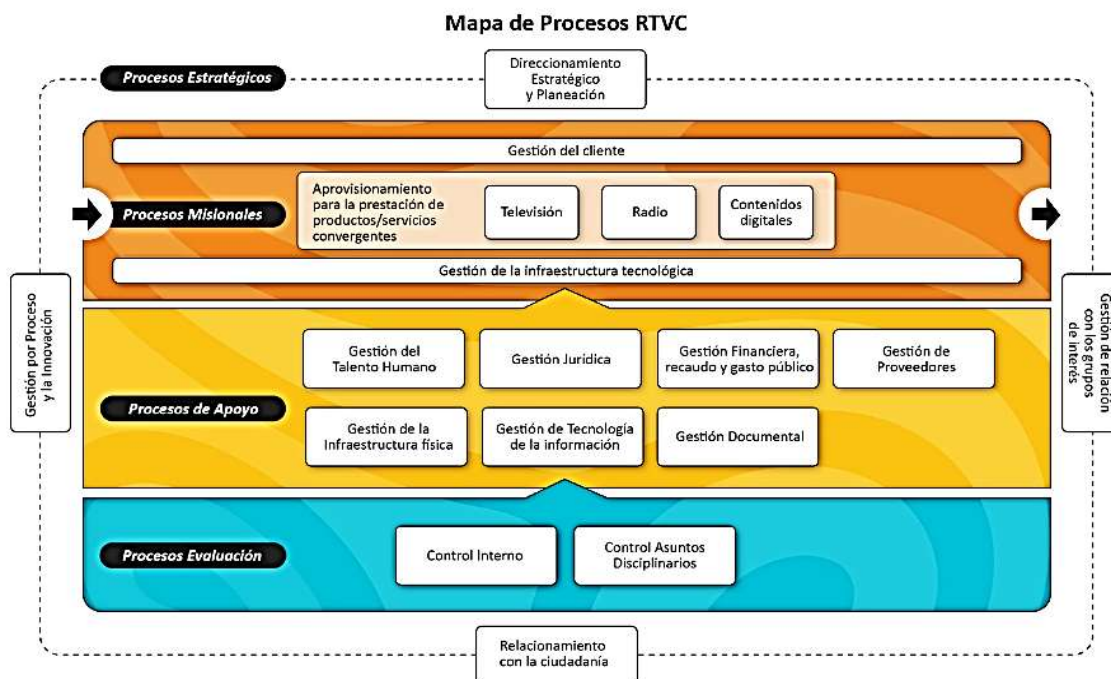 Mapa de Procesos RTVC
Procesos Estratégicos
Direccionamiento
Estratégico
y Planeación
Gestión del cliente
Procesos Misionales
Aprovisionamiento
para la prestación de
productos/servicios
convergentes
Televisión
Radio
Contenidos
digitales
Gestión de la infraestructura tecnológica
Gestión por Proceso
y la Innovación
Gestión de relación
con los grupos
de interés
Procesos de Apoyo
Gestión del
Talento Humano
Gestión Jurídica
Gestión Financiera,
recaudo y gasto público
Gestión de
Proveedores
Gestión de la
Infraestructura física
Gestión de Tecnología
de la información
Gestión Documental
Procesos Evaluación
Control Interno
Control Asuntos
Disciplinarios
Relacionamiento
con la ciudadanía